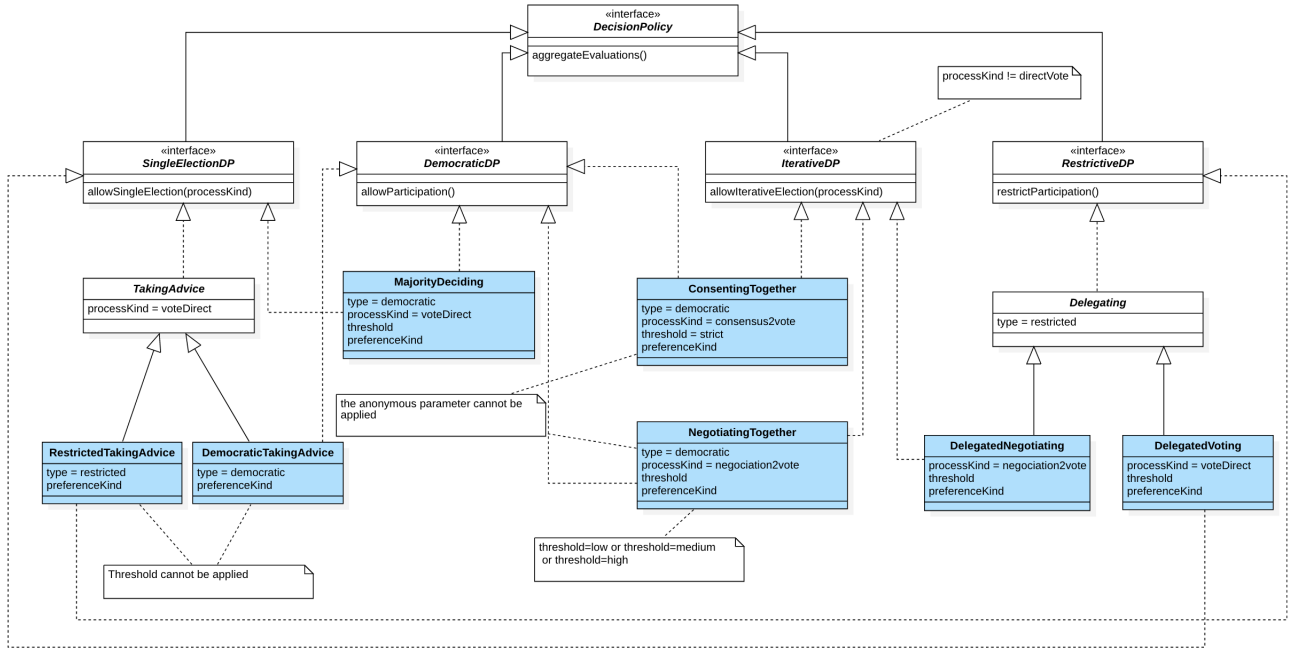 «interface»
DecisionPolicy
aggregateEvaluations()
processKind != directVote
«interface»
SingleElectionDP
allowSingleElection(processKind)
«interface»
DemocraticDP
allowParticipation()
«interface»
IterativeDP
allowIterativeElection(processKind)
«interface»
RestrictiveDP
restrictParticipation()
TakingAdvice
processKind = voteDirect
MajorityDeciding
type = democratic
processKind = voteDirect
threshold
preferenceKind
ConsentingTogether
type = democratic
processKind = consensus2vote
threshold = strict
preferenceKind
Delegating
type = restricted
the anonymous parameter cannot be
applied
RestrictedTakingAdvice
type = restricted
preferenceKind
DemocraticTakingAdvice
type = democratic
preferenceKind
NegotiatingTogether
type = democratic
processKind = negociation2vote
threshold
preferenceKind
DelegatedNegotiating
processKind = negociation2vote
threshold
preferenceKind
DelegatedVoting
processKind = voteDirect
threshold
preferenceKind
Threshold cannot be applied
threshold=low or threshold=medium
or threshold=high